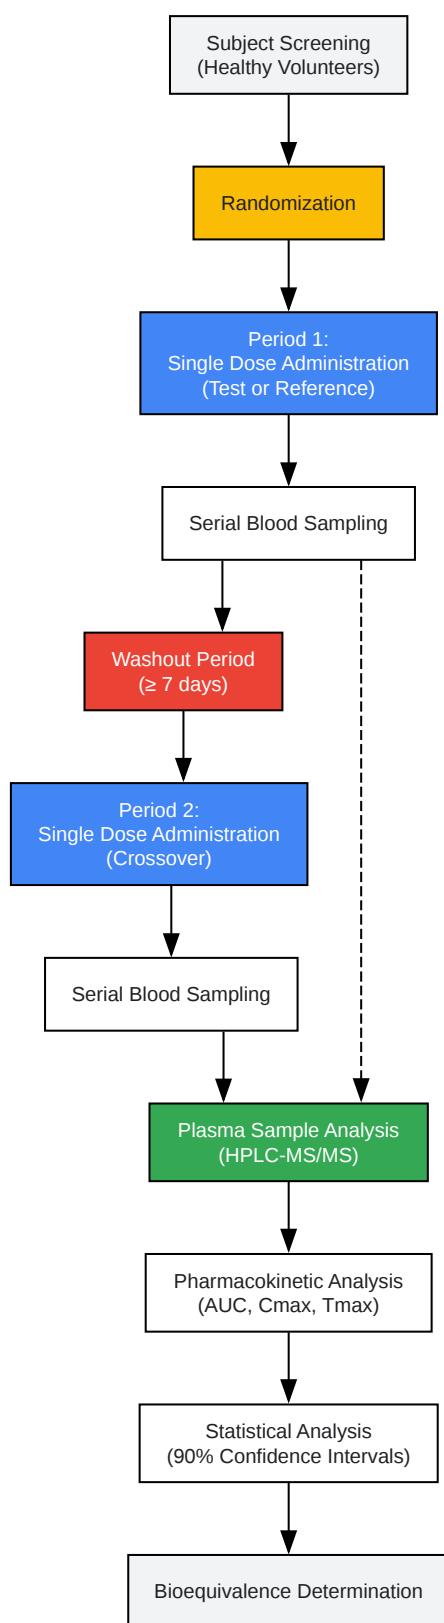 Subject Screening
(Healthy Volunteers)
Randomization
Period 1:
Single Dose Administration
(Test or Reference)
Serial Blood Sampling
Washout Period
(≥ 7 days)
Period 2:
Single Dose Administration
(Crossover)
Serial Blood Sampling
Plasma Sample Analysis
(HPLC-MS/MS)
Pharmacokinetic Analysis
(AUC, Cmax, Tmax)
Statistical Analysis
(90% Confidence Intervals)
Bioequivalence Determination